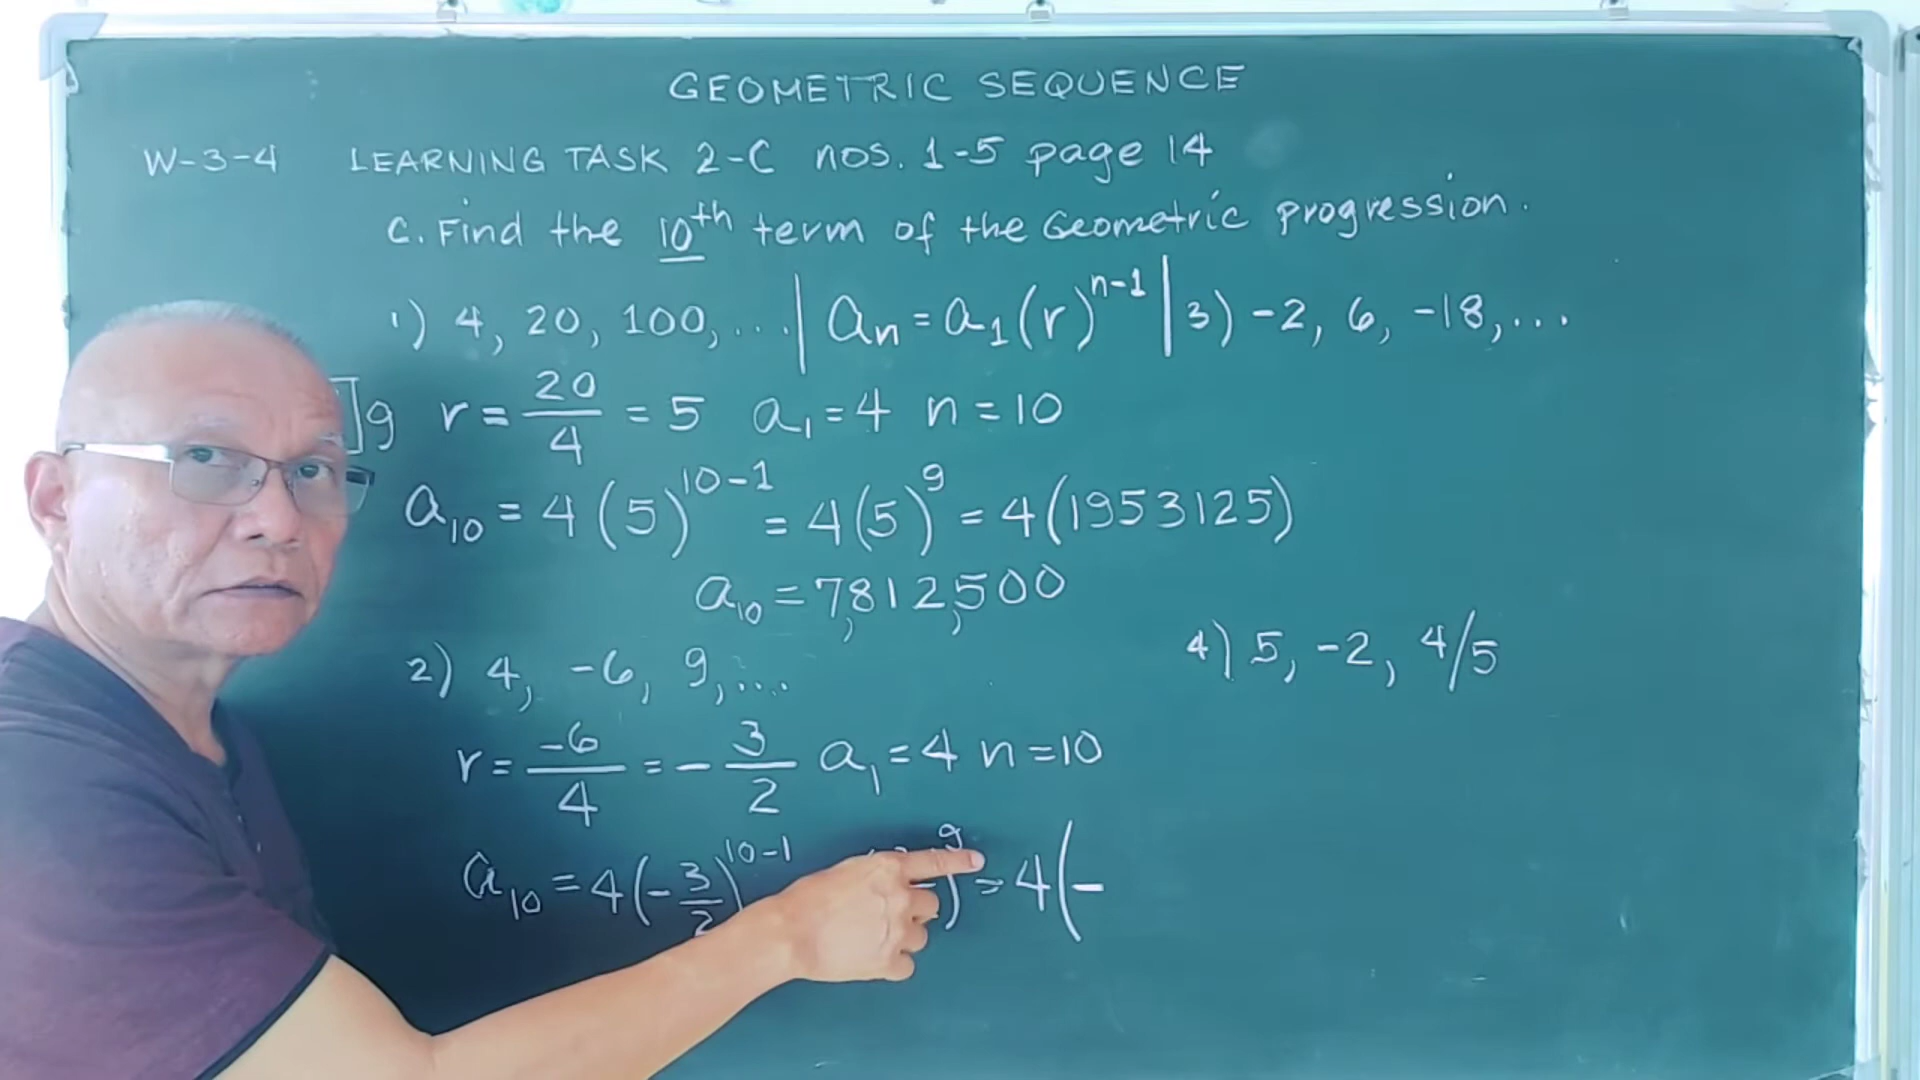 GEOMETRIC SEQUENCE
W-3-4 LEARNING TASK 2-C nos. 1-5 page 14
C. Find the 10th term of the Geometric progression.
1) 4, 20, 100, ... | an = a1(r)^n-1 | 3) -2, 6, -18, ...
]9 r = 20/4 = 5 a1 = 4 n = 10
a10 = 4(5)^10-1 = 4(5)^9 = 4(1953125)
a10 = 7,812,500
2) 4, -6, 9, ....
4) 5, -2, 4/5
r = -6/4 = -3/2 a1 = 4 n = 10
a10 = 4(-3/2)^10-1 )^9 = 4(-